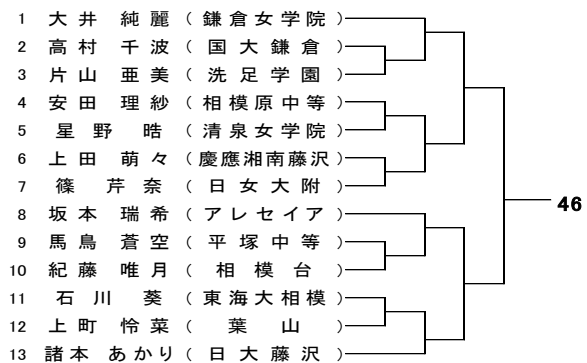 1 大井 純麗 ( 鎌倉女学院 )
2 高村 千波 ( 国大鎌倉 )
3 片山 亜美 ( 洗足学園 )
4 安田 理紗 ( 相模原中等 )
5 星野 晧 ( 清泉女学院 )
6 上田 萌々 ( 慶應湘南藤沢 )
7 篠 芹奈 ( 日女大附 )
8 坂本 瑞希 ( アレセイア )
9 馬鳥 蒼空 ( 平塚中等 )
10 紀藤 唯月 ( 相模台 )
11 石川 葵 ( 東海大相模 )
12 上町 怜菜 ( 葉山 )
13 諸本 あかり ( 日大藤沢 )
46